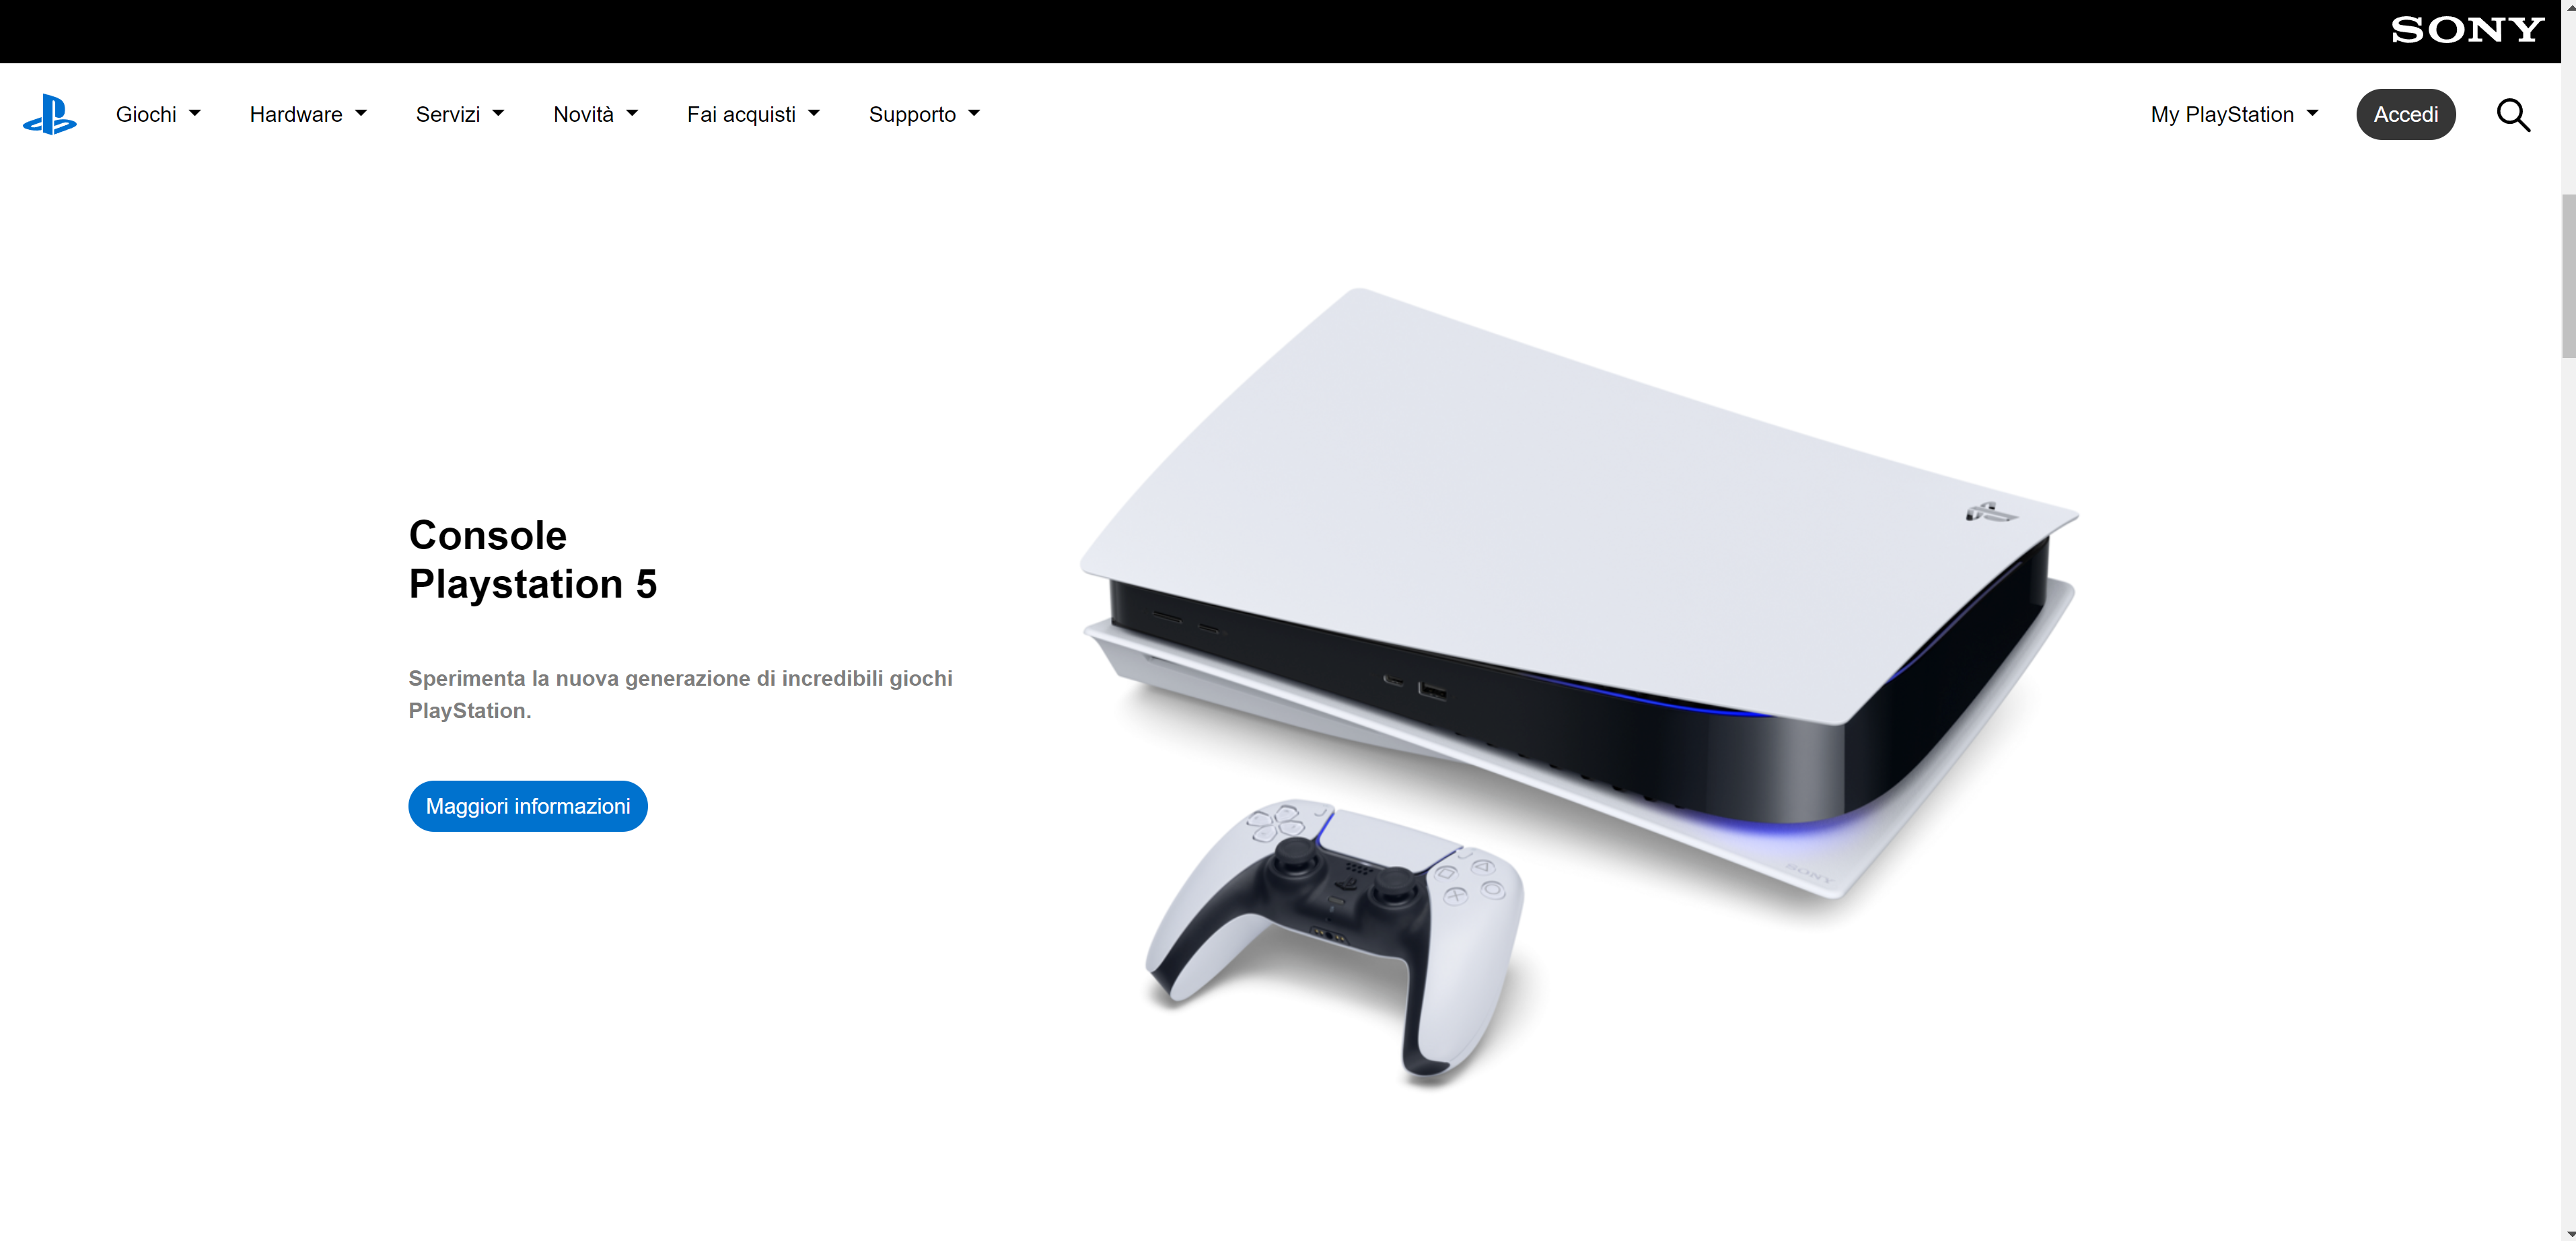 SONY
Giochi
Hardware
Servizi
Novità
Fai acquisti
Supporto
My PlayStation
Accedi
Console
Playstation 5
Sperimenta la nuova generazione di incredibili giochi
PlayStation.
Maggiori informazioni
SONY